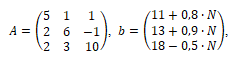 A = (5 1 1; 2 6 -1; 2 3 10), b = (11 + 0,8 · N; 13 + 0,9 · N; 18 - 0,5 · N),